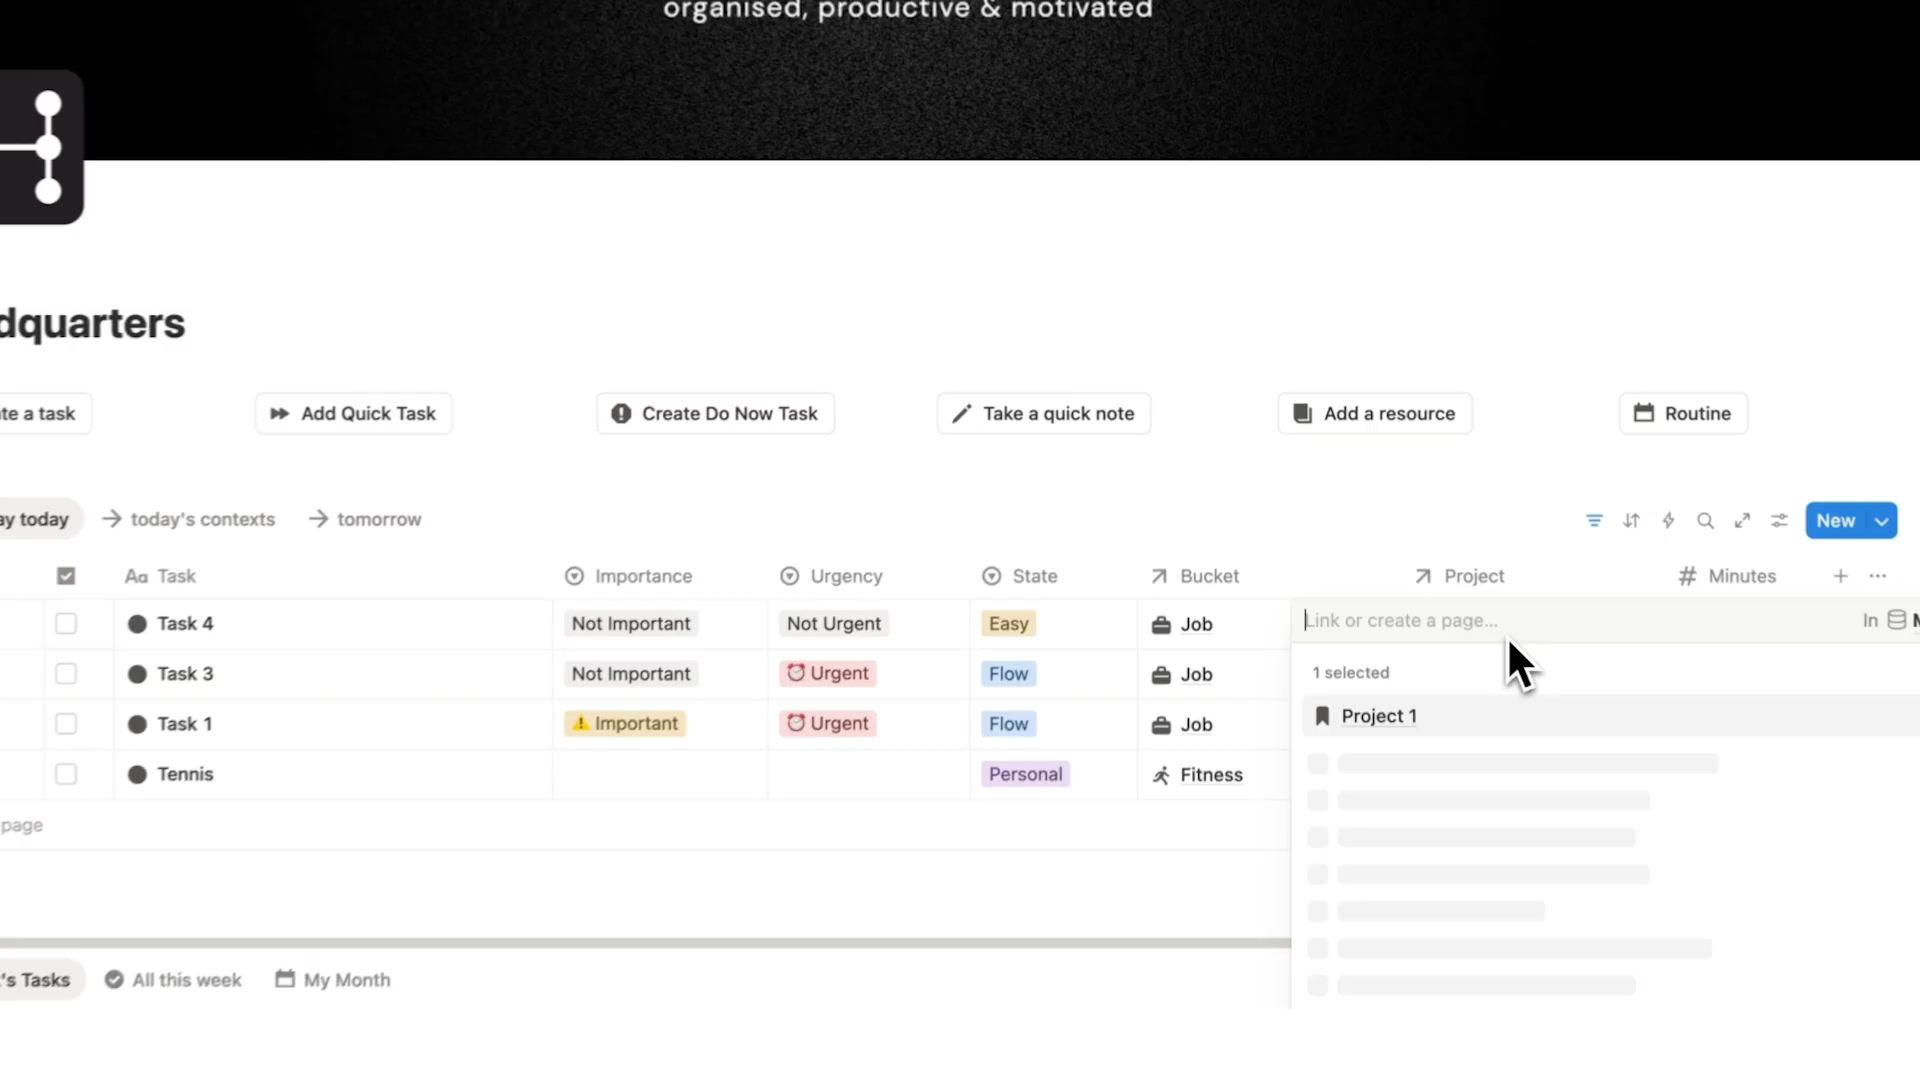 organised, productive & motivated
dquarters
te a task
Add Quick Task
Create Do Now Task
Take a quick note
Add a resource
Routine
ay today
today's contexts
tomorrow
New
Aa Task
Importance
Urgency
State
Bucket
Project
# Minutes
Task 4
Not Important
Not Urgent
Easy
Job
Link or create a page...
In
Task 3
Not Important
Urgent
Flow
Job
1 selected
Task 1
Important
Urgent
Flow
Job
Project 1
Tennis
Personal
Fitness
page
's Tasks
All this week
My Month